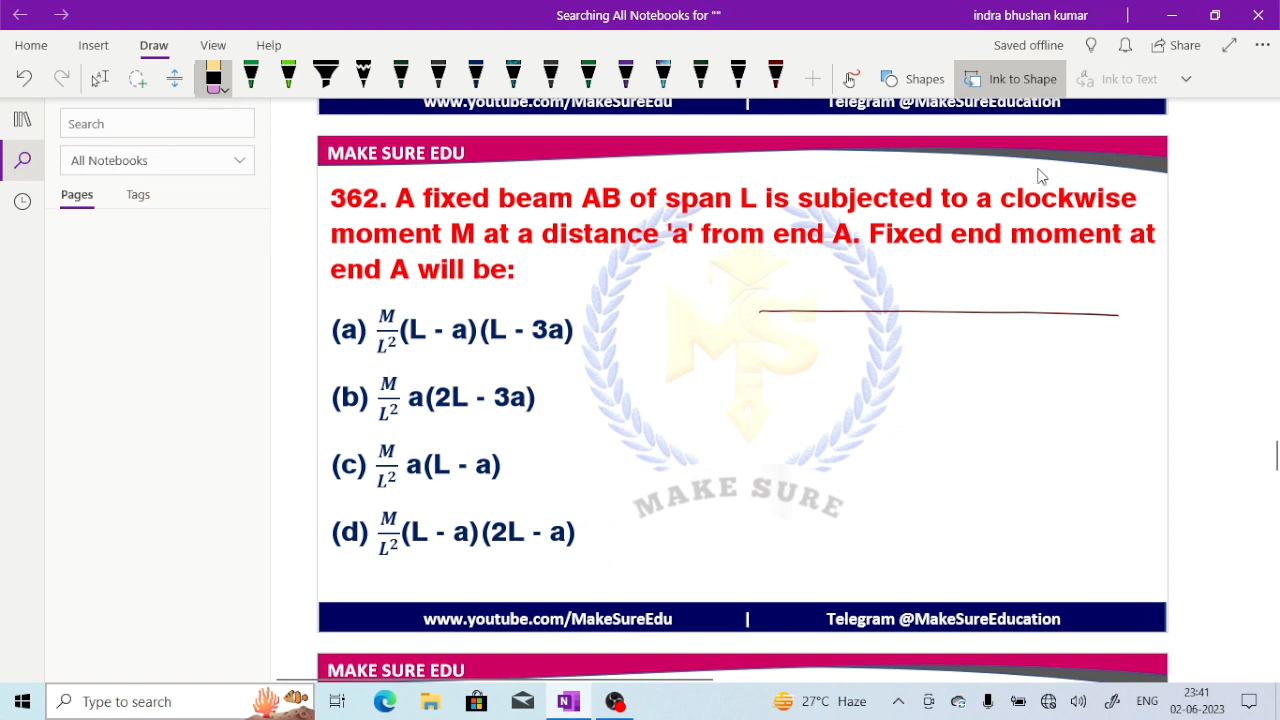 Searching All Notebooks for ""
indra bhushan kumar
Home Insert Draw View Help
Saved offline
Share
Shapes
Ink to Shape
Ink to Text
Search
All Notebooks
Pages Tags
www.youtube.com/MakeSureEdu | Telegram @MakeSureEducation
MAKE SURE EDU
362. A fixed beam AB of span L is subjected to a clockwise
moment M at a distance 'a' from end A. Fixed end moment at
end A will be:
(a) M/L² (L - a)(L - 3a)
(b) M/L² a(2L - 3a)
(c) M/L² a(L - a)
(d) M/L² (L - a)(2L - a)
MS
MAKE SURE
www.youtube.com/MakeSureEdu | Telegram @MakeSureEducation
MAKE SURE EDU
Type to search
27°C Haze
ENG
23:41
02-06-2023